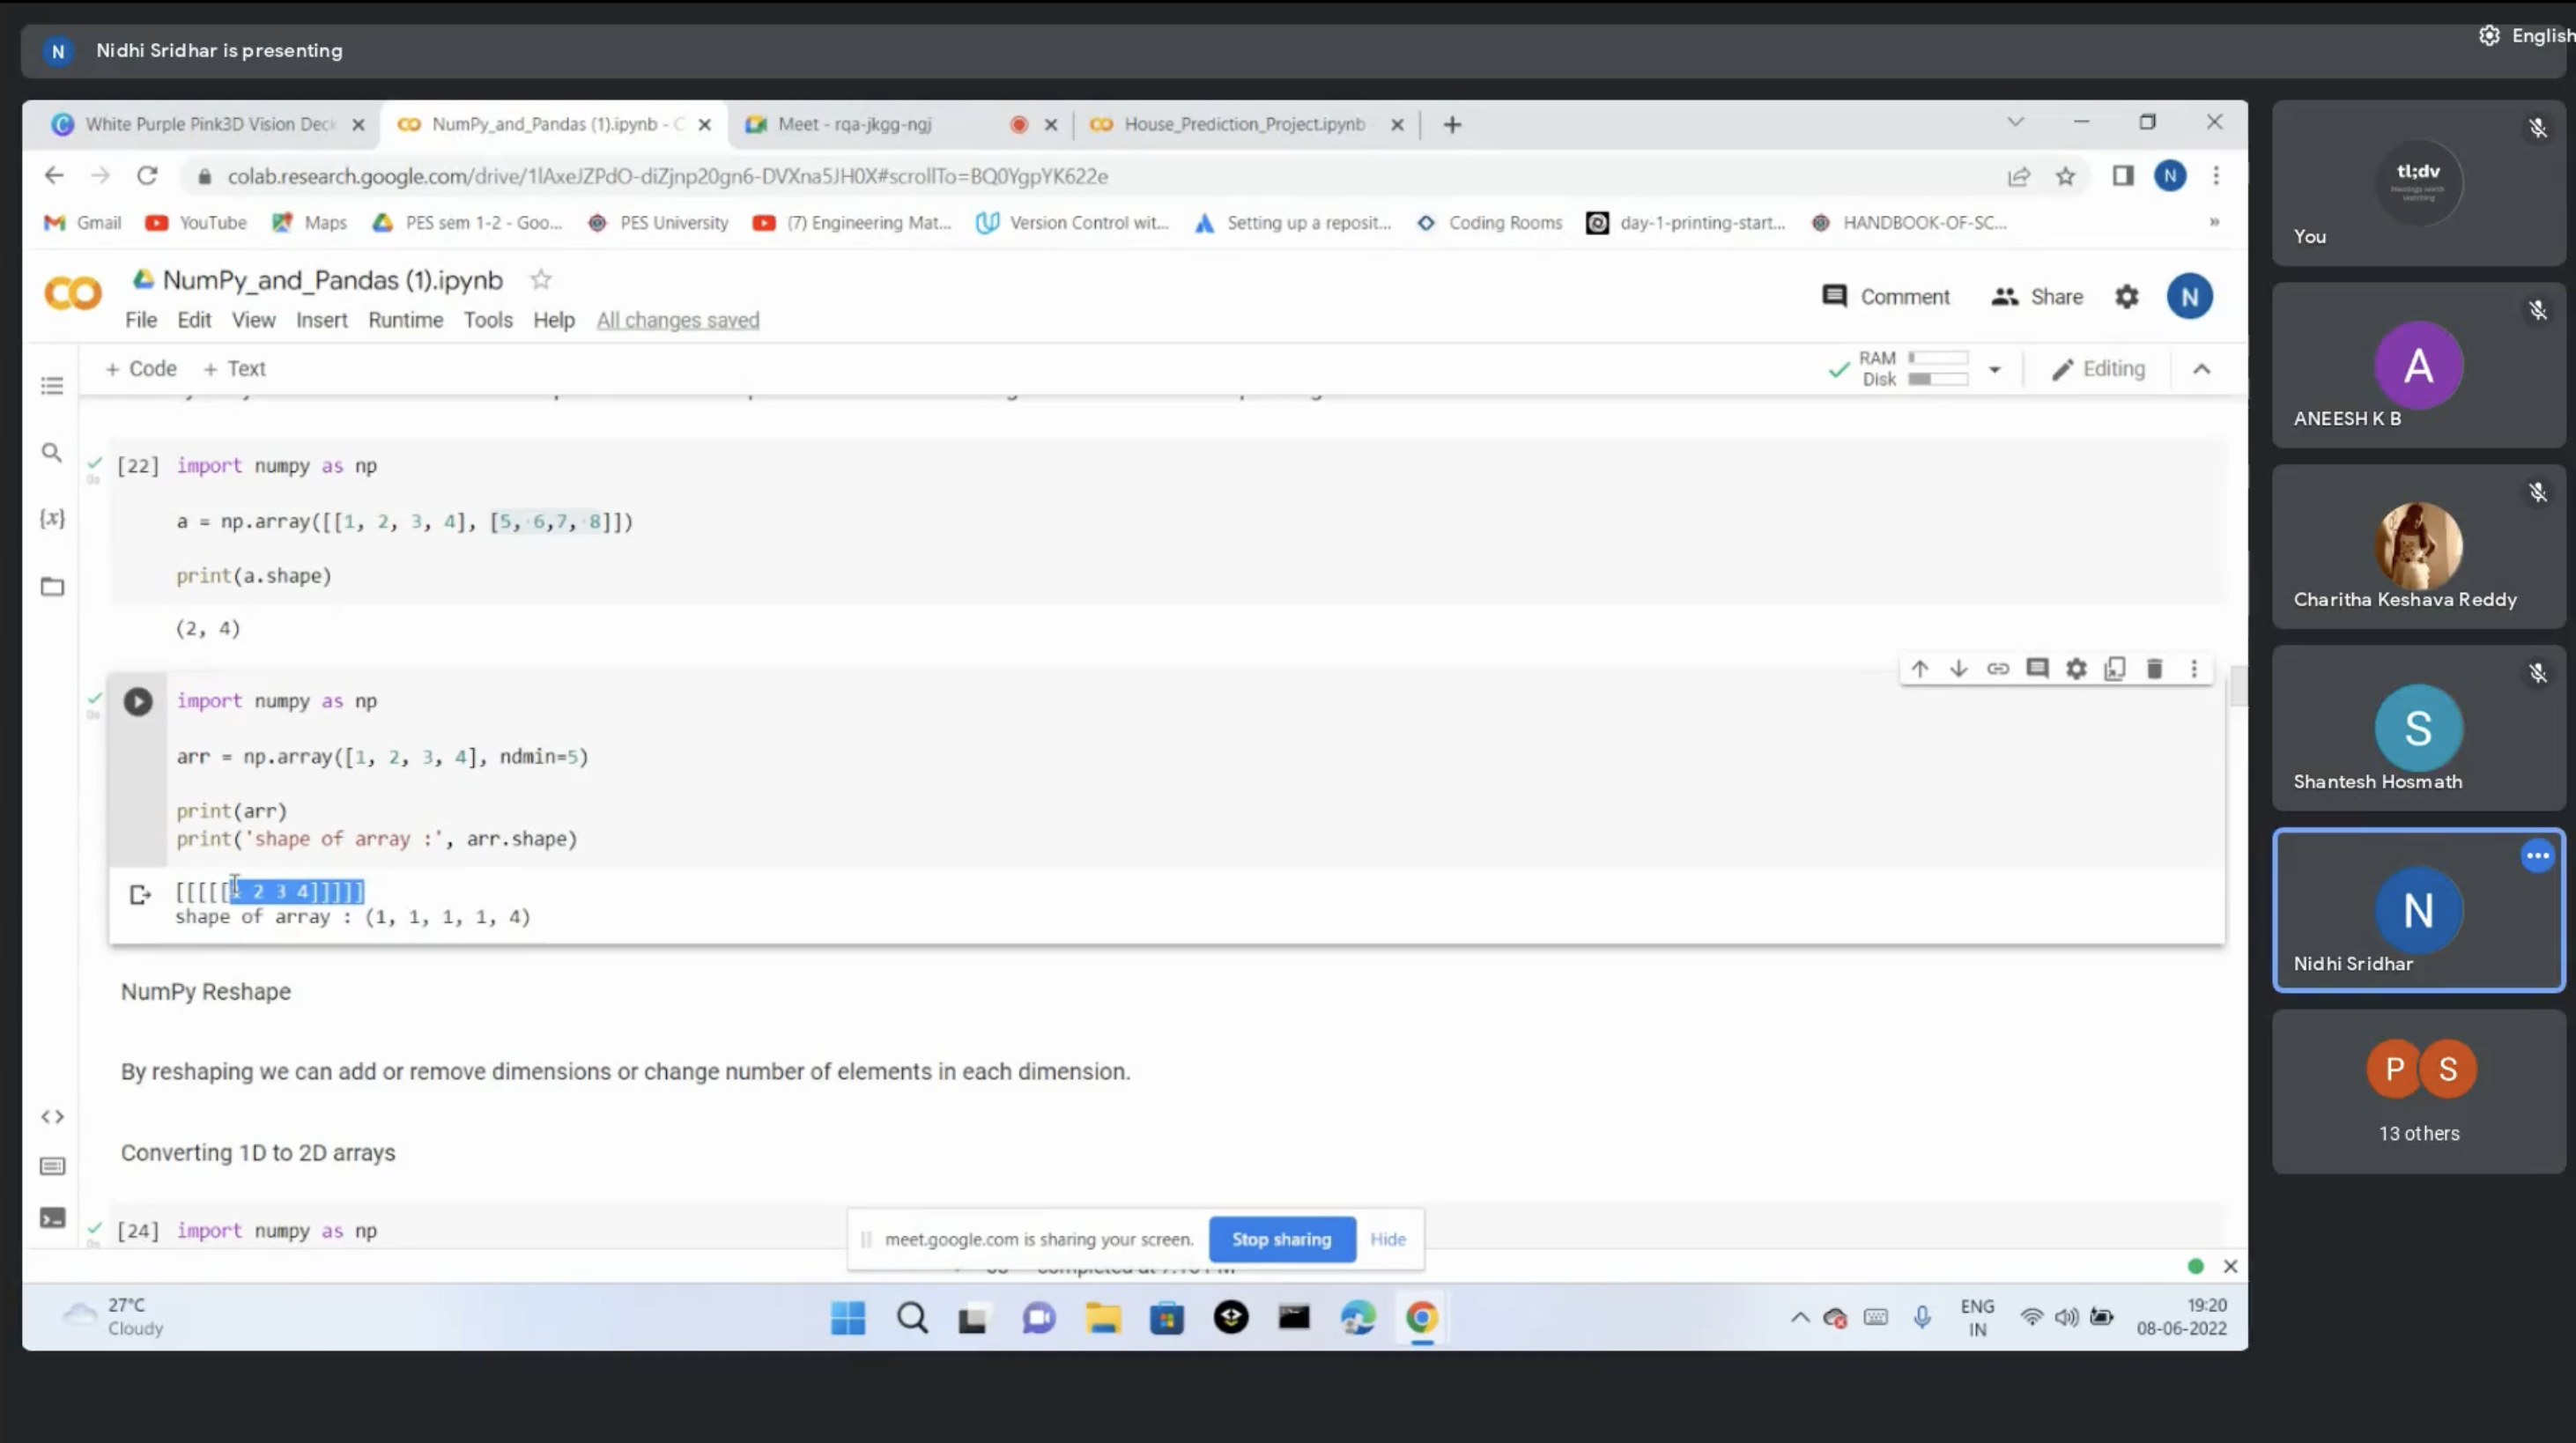 Nidhi Sridhar is presenting
English
White Purple Pink3D Vision Deck
NumPy_and_Pandas (1).ipynb - C
Meet - rqa-jkgg-ngj
House_Prediction_Project.ipynb
colab.research.google.com/drive/1lAxeJZPdO-diZjnp20gn6-DVXna5JH0X#scrollTo=BQ0YgpYK622e
Gmail YouTube Maps PES sem 1-2 - Goo... PES University (7) Engineering Mat... Version Control wit... Setting up a reposit... Coding Rooms day-1-printing-start... HANDBOOK-OF-SC... »
NumPy_and_Pandas (1).ipynb
Comment Share N
File Edit View Insert Runtime Tools Help All changes saved
+ Code + Text
RAM
Disk
Editing
[22] import numpy as np
a = np.array([[1, 2, 3, 4], [5, 6,7, 8]])
print(a.shape)
(2, 4)
import numpy as np
arr = np.array([1, 2, 3, 4], ndmin=5)
print(arr)
print('shape of array :', arr.shape)
[[[[[1 2 3 4]]]]]
shape of array : (1, 1, 1, 1, 4)
NumPy Reshape
By reshaping we can add or remove dimensions or change number of elements in each dimension.
Converting 1D to 2D arrays
[24] import numpy as np
meet.google.com is sharing your screen. Stop sharing Hide
27°C
Cloudy
ENG
IN
19:20
08-06-2022
tl;dv
You
A
ANEESH K B
Charitha Keshava Reddy
S
Shantesh Hosmath
N
Nidhi Sridhar
P S
13 others